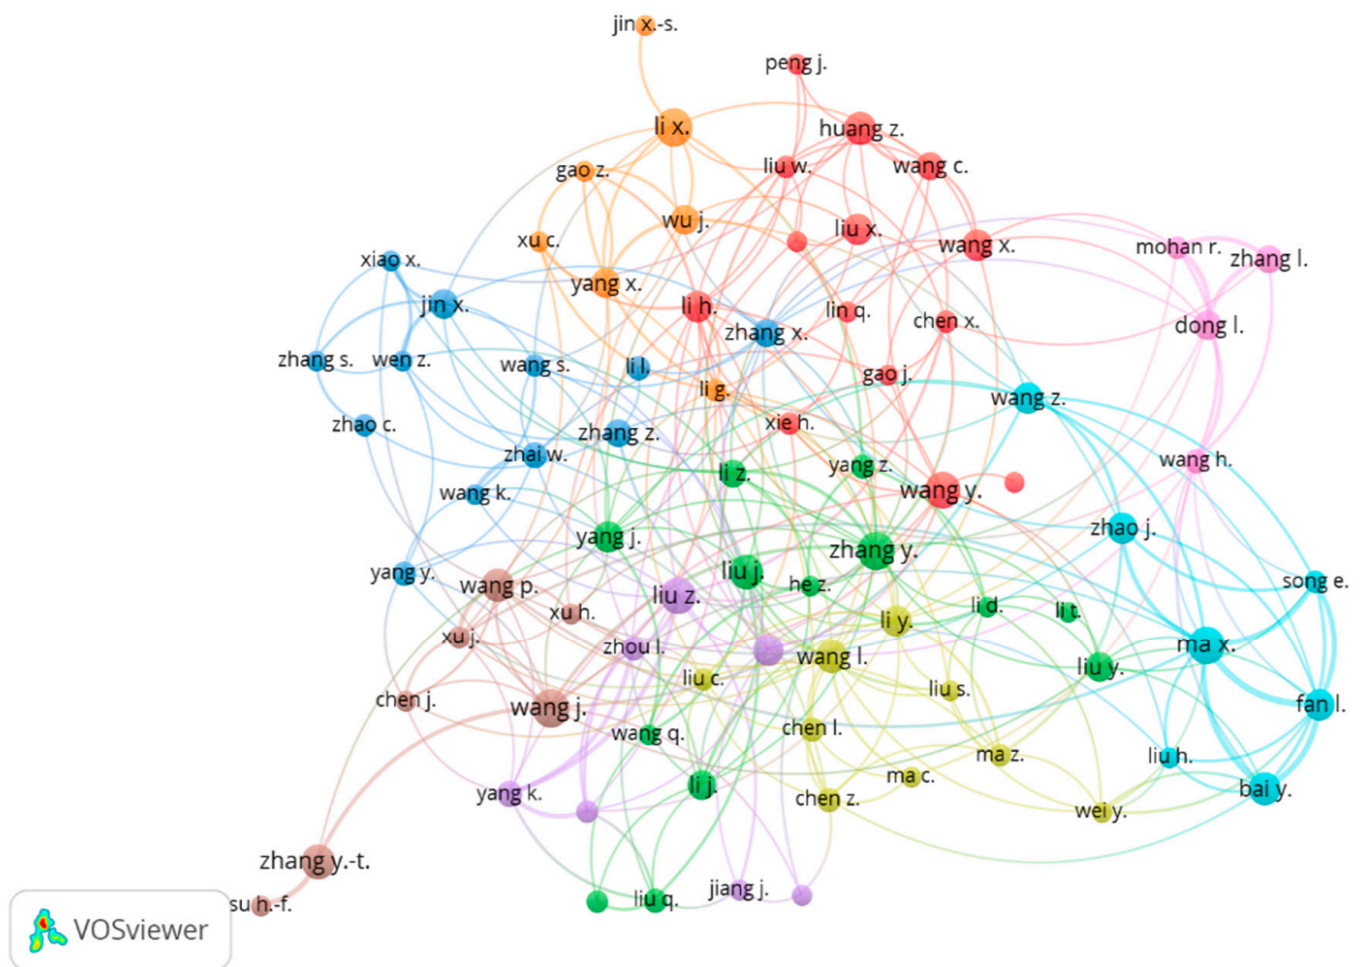 jin x.-s.
peng j.
li x.
huang z.
liu w.
wang c.
gao z.
wu j.
xu c.
liu x.
wang x.
mohan r.
zhang l.
xiao x.
yang x.
jin x.
li h.
zhang x.
lin q.
chen x.
dong l.
zhang s.
wen z.
wang s.
li l.
li g.
gao j.
wang z.
zhao c.
zhang z.
xie h.
zhai w.
li z.
yang z.
wang h.
wang k.
wang y.
yang j.
zhang y.
zhao j.
yang y.
wang p.
liu z.
liu j.
he z.
song e.
xu h.
li y.
li d.
li t.
xu j.
zhou l.
wang l.
liu y.
ma x.
liu c.
liu s.
chen j.
wang j.
fan l.
wang q.
chen l.
ma z.
liu h.
yang k.
li j.
chen z.
ma c.
wei y.
bai y.
zhang y.-t.
su h.-f.
liu q.
jiang j.
VOSviewer